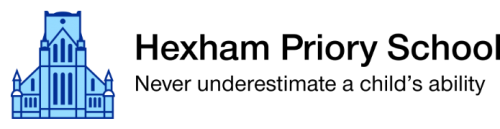 Hexham Priory School
Never underestimate a child's ability